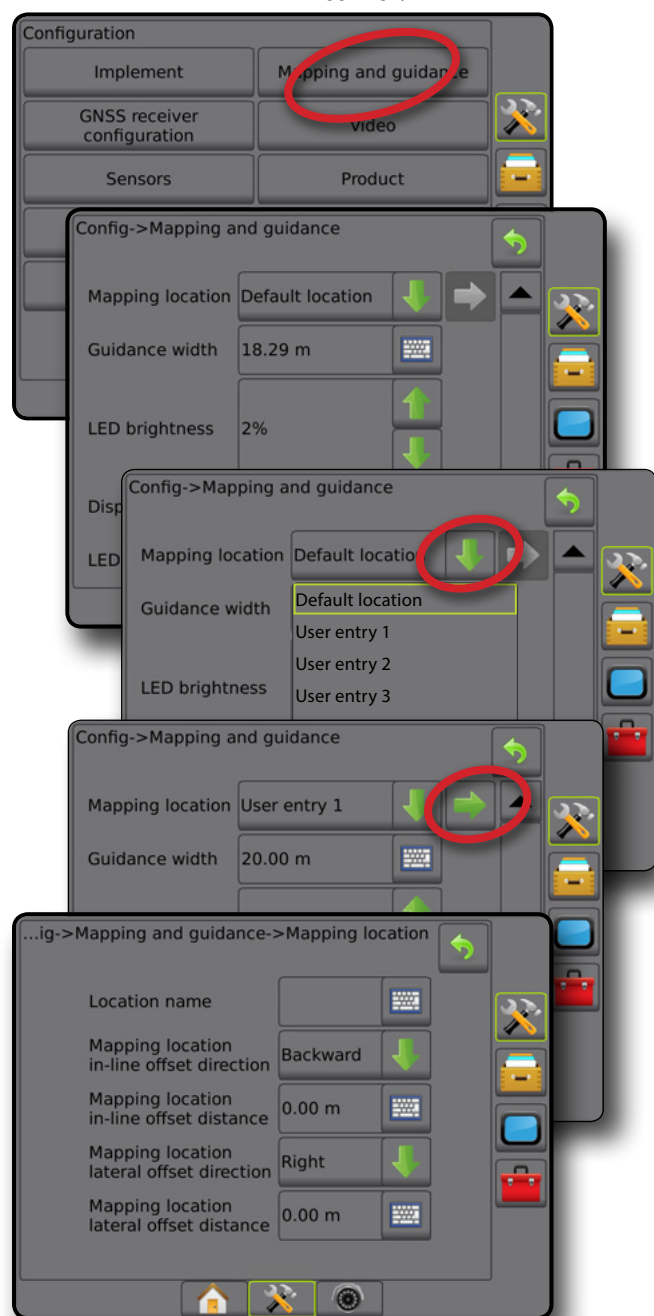 Configuration
Implement
Mapping and guidance
GNSS receiver
configuration
Video
Sensors
Product
Config->Mapping and guidance
Mapping location
Default location
Guidance width
18.29 m
LED brightness
2%
Disp
LED
Config->Mapping and guidance
Mapping location
Default location
Guidance width
Default location
User entry 1
User entry 2
LED brightness
User entry 3
Config->Mapping and guidance
Mapping location
User entry 1
Guidance width
20.00 m
...ig->Mapping and guidance->Mapping location
Location name
Mapping location
in-line offset direction
Backward
Mapping location
in-line offset distance
0.00 m
Mapping location
lateral offset direction
Right
Mapping location
lateral offset distance
0.00 m